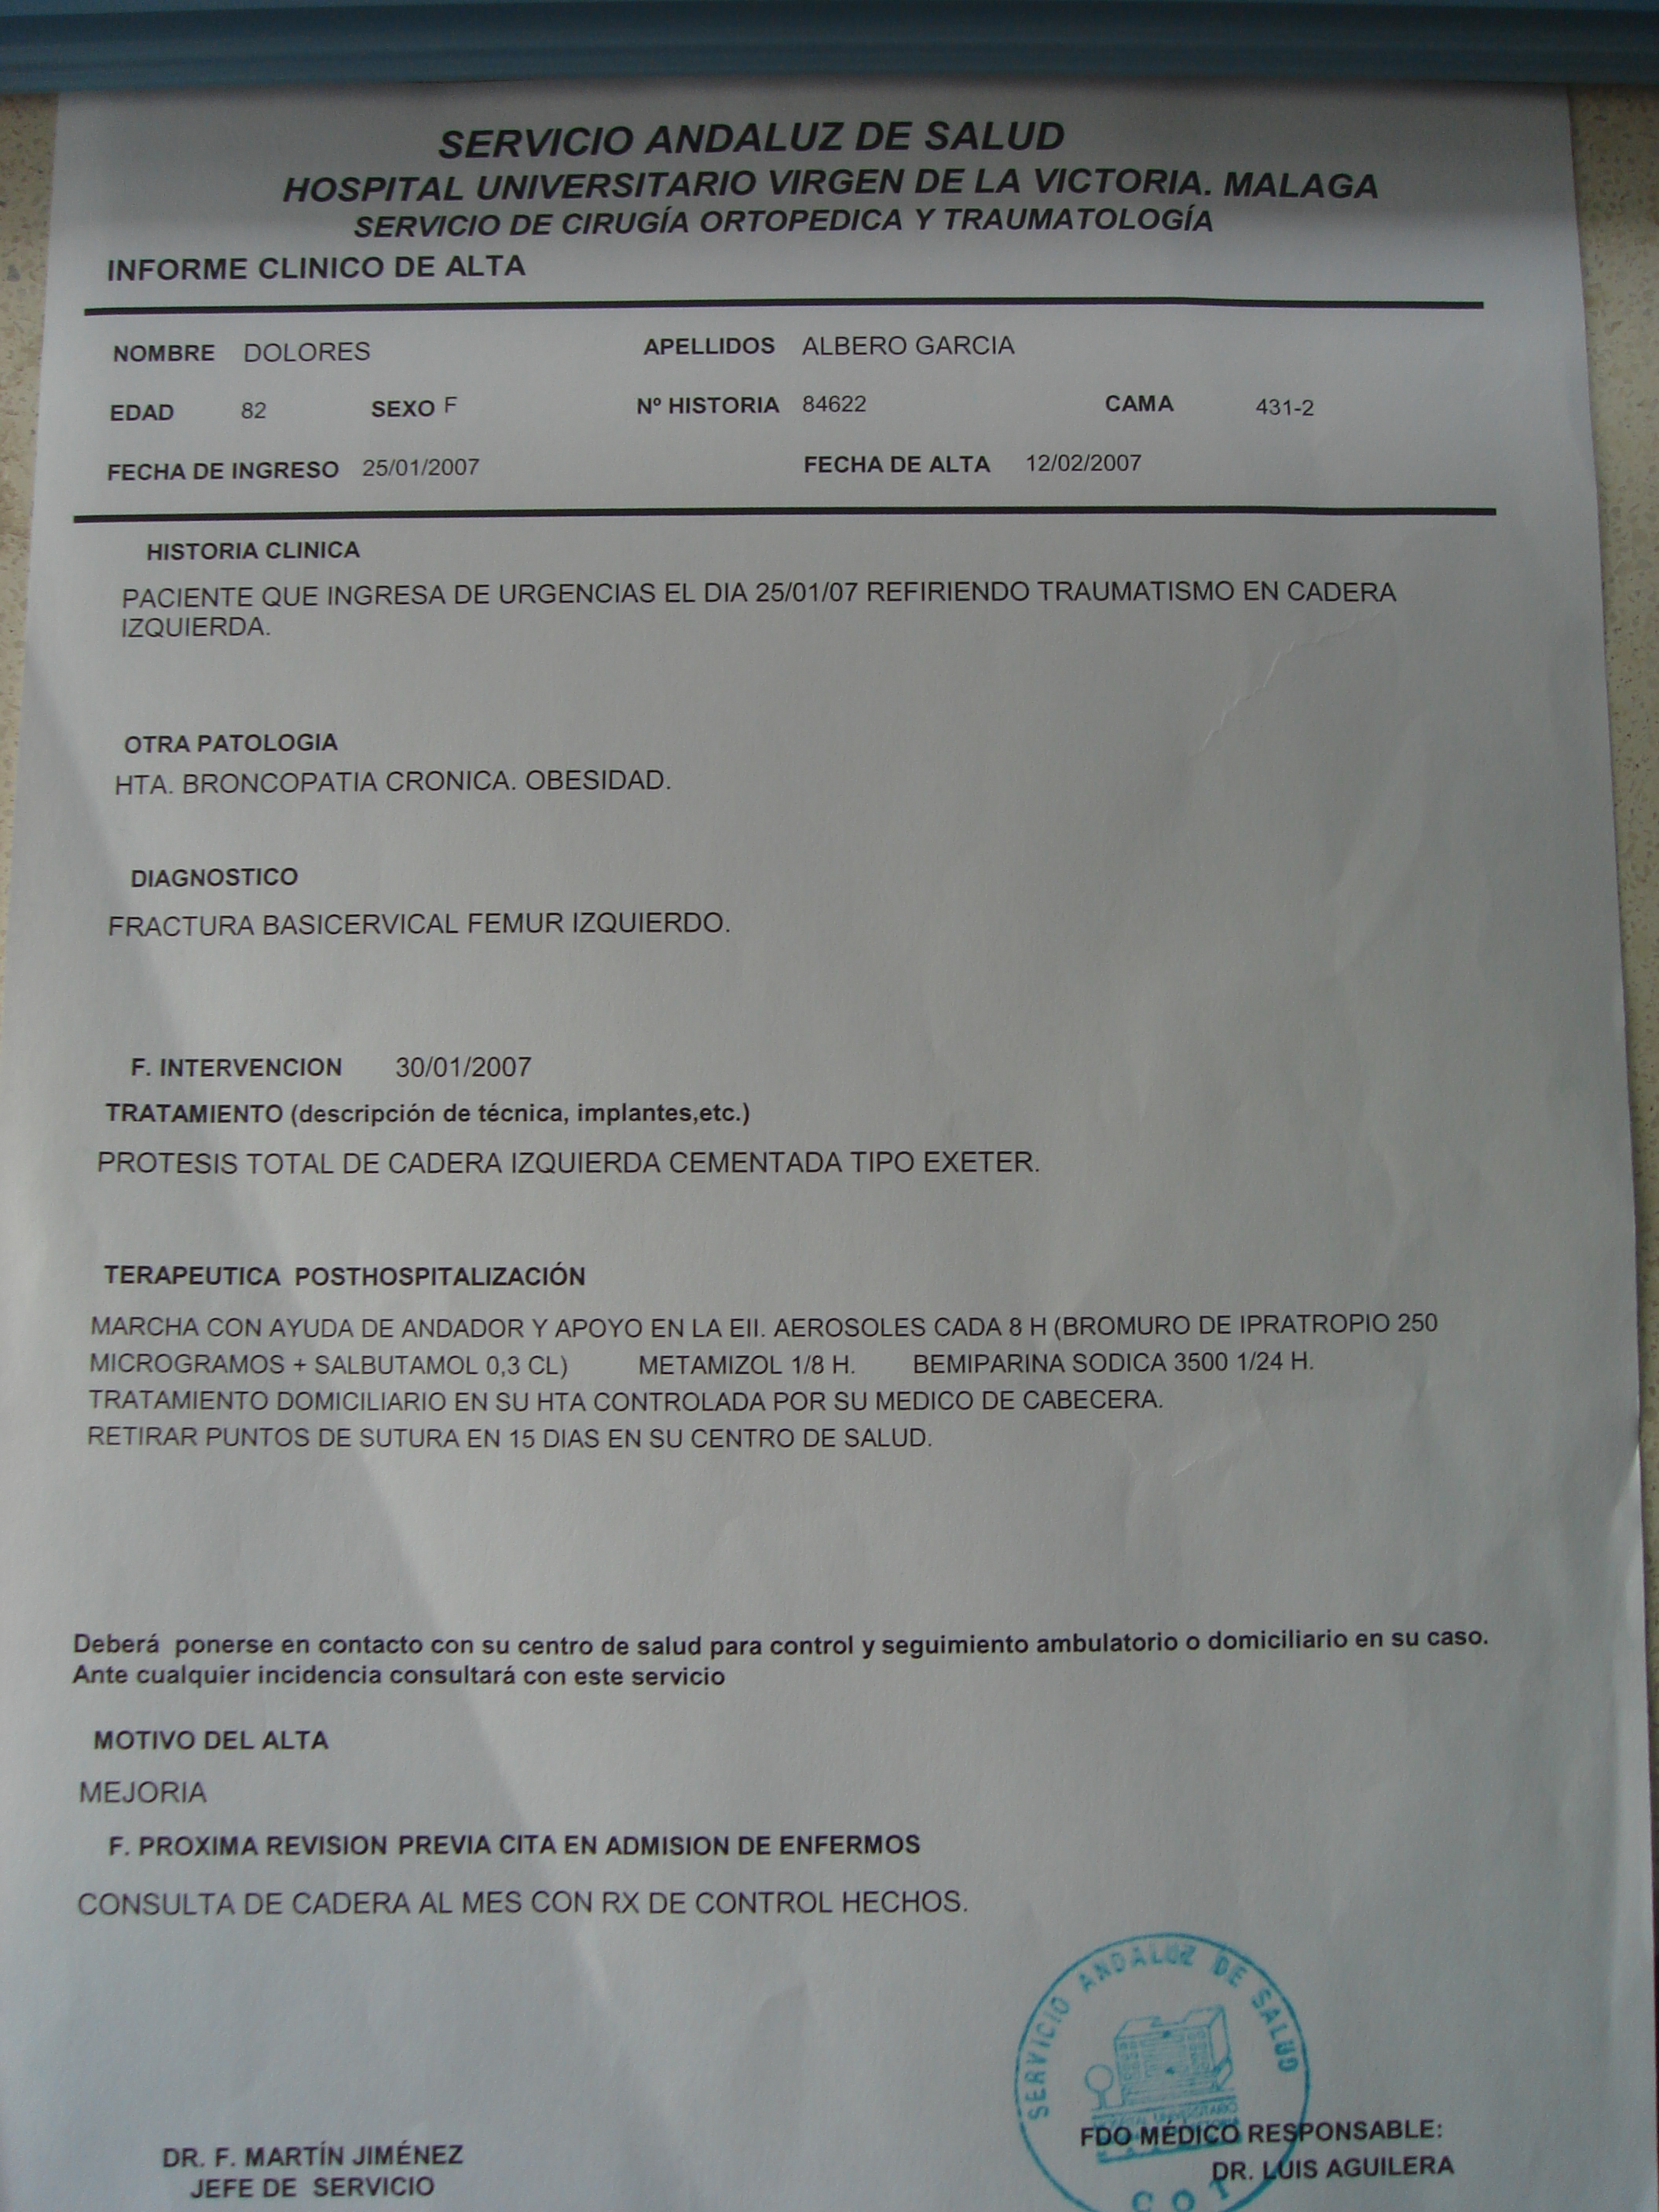 SERVICIO ANDALUZ DE SALUD
HOSPITAL UNIVERSITARIO VIRGEN DE LA VICTORIA. MALAGA
SERVICIO DE CIRUGÍA ORTOPEDICA Y TRAUMATOLOGÍA
INFORME CLINICO DE ALTA
NOMBRE DOLORES APELLIDOS ALBERO GARCIA
EDAD 82 SEXO F Nº HISTORIA 84622 CAMA 431-2
FECHA DE INGRESO 25/01/2007 FECHA DE ALTA 12/02/2007
HISTORIA CLINICA
PACIENTE QUE INGRESA DE URGENCIAS EL DIA 25/01/07 REFIRIENDO TRAUMATISMO EN CADERA
IZQUIERDA.
OTRA PATOLOGIA
HTA. BRONCOPATIA CRONICA. OBESIDAD.
DIAGNOSTICO
FRACTURA BASICERVICAL FEMUR IZQUIERDO.
F. INTERVENCION 30/01/2007
TRATAMIENTO (descripción de técnica, implantes,etc.)
PROTESIS TOTAL DE CADERA IZQUIERDA CEMENTADA TIPO EXETER.
TERAPEUTICA POSTHOSPITALIZACIÓN
MARCHA CON AYUDA DE ANDADOR Y APOYO EN LA EII. AEROSOLES CADA 8 H (BROMURO DE IPRATROPIO 250
MICROGRAMOS + SALBUTAMOL 0,3 CL) METAMIZOL 1/8 H. BEMIPARINA SODICA 3500 1/24 H.
TRATAMIENTO DOMICILIARIO EN SU HTA CONTROLADA POR SU MEDICO DE CABECERA.
RETIRAR PUNTOS DE SUTURA EN 15 DIAS EN SU CENTRO DE SALUD.
Deberá ponerse en contacto con su centro de salud para control y seguimiento ambulatorio o domiciliario en su caso.
Ante cualquier incidencia consultará con este servicio
MOTIVO DEL ALTA
MEJORIA
F. PROXIMA REVISION PREVIA CITA EN ADMISION DE ENFERMOS
CONSULTA DE CADERA AL MES CON RX DE CONTROL HECHOS.
SERVICIO ANDALUZ DE SALUD
HOSPITAL UNIVERSITARIO
FDO MÉDICO RESPONSABLE:
DR. LUIS AGUILERA
COT
DR. F. MARTÍN JIMÉNEZ
JEFE DE SERVICIO